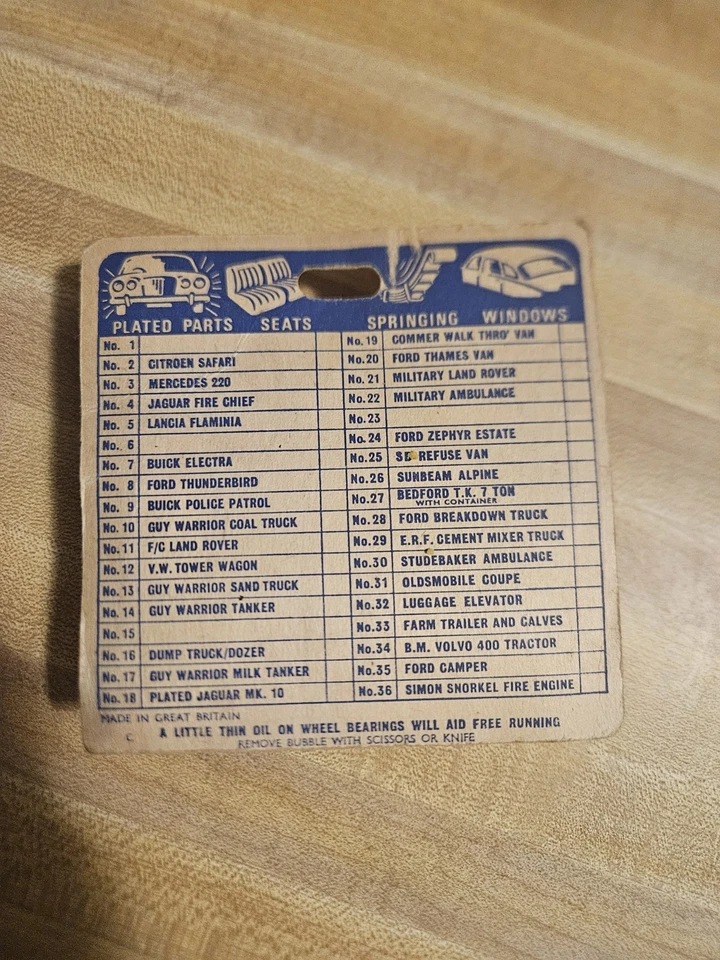 PLATED PARTS SEATS SPRINGING WINDOWS
No. 1
No. 2 CITROEN SAFARI
No. 3 MERCEDES 220
No. 4 JAGUAR FIRE CHIEF
No. 5 LANCIA FLAMINIA
No. 6
No. 7 BUICK ELECTRA
No. 8 FORD THUNDERBIRD
No. 9 BUICK POLICE PATROL
No. 10 GUY WARRIOR COAL TRUCK
No. 11 F/C LAND ROVER
No. 12 V.W. TOWER WAGON
No. 13 GUY WARRIOR SAND TRUCK
No. 14 GUY WARRIOR TANKER
No. 15
No. 16 DUMP TRUCK/DOZER
No. 17 GUY WARRIOR MILK TANKER
No. 18 PLATED JAGUAR MK. 10
No. 19 COMMER WALK THRO' VAN
No. 20 FORD THAMES VAN
No. 21 MILITARY LAND ROVER
No. 22 MILITARY AMBULANCE
No. 23
No. 24 FORD ZEPHYR ESTATE
No. 25 REFUSE VAN
No. 26 SUNBEAM ALPINE
No. 27 BEDFORD T.K. 7 TON
WITH CONTAINER
No. 28 FORD BREAKDOWN TRUCK
No. 29 E.R.F. CEMENT MIXER TRUCK
No. 30 STUDEBAKER AMBULANCE
No. 31 OLDSMOBILE COUPE
No. 32 LUGGAGE ELEVATOR
No. 33 FARM TRAILER AND CALVES
No. 34 B.M. VOLVO 400 TRACTOR
No. 35 FORD CAMPER
No. 36 SIMON SNORKEL FIRE ENGINE
MADE IN GREAT BRITAIN
C. A LITTLE THIN OIL ON WHEEL BEARINGS WILL AID FREE RUNNING
REMOVE BUBBLE WITH SCISSORS OR KNIFE